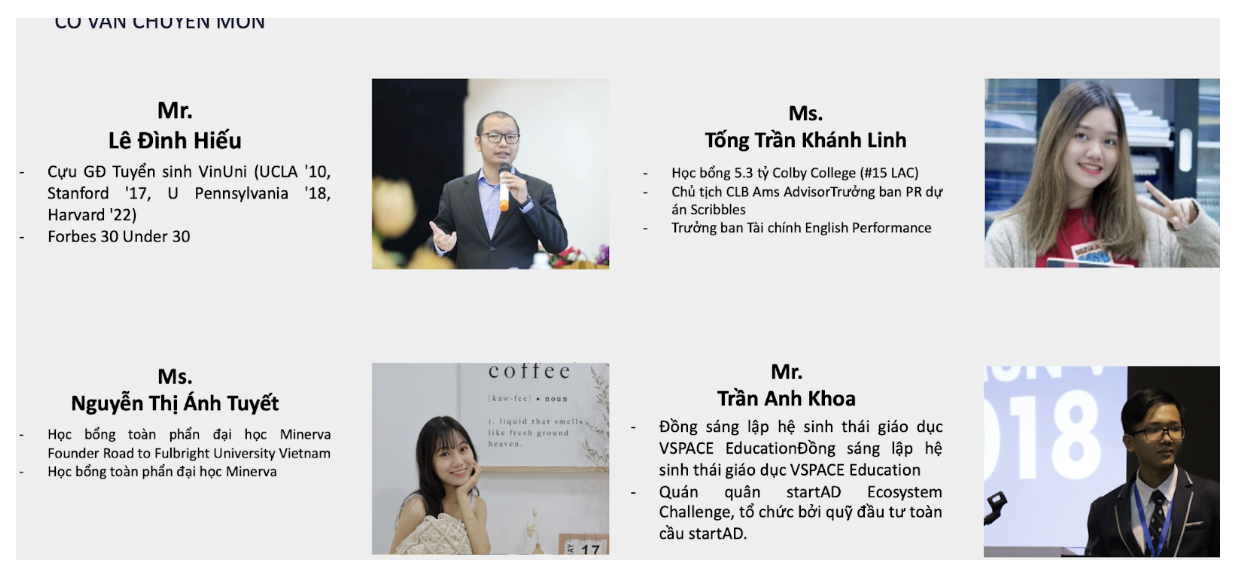 CỐ VẤN CHUYÊN MÔN
Mr.
Lê Đình Hiếu
- Cựu GĐ Tuyển sinh VinUni (UCLA '10,
Stanford '17, U Pennsylvania '18,
Harvard '22)
- Forbes 30 Under 30
Ms.
Tống Trần Khánh Linh
- Học bổng 5.3 tỷ Colby College (#15 LAC)
- Chủ tịch CLB Ams AdvisorTrưởng ban PR dự
án Scribbles
- Trưởng ban Tài chính English Performance
Ms.
Nguyễn Thị Ánh Tuyết
- Học bổng toàn phần đại học Minerva
Founder Road to Fulbright University Vietnam
- Học bổng toàn phần đại học Minerva
coffee
[kaw-fee] • noun
1. liquid that smells
like fresh ground
heaven.
17
Mr.
Trần Anh Khoa
- Đồng sáng lập hệ sinh thái giáo dục
VSPACE EducationĐồng sáng lập hệ
sinh thái giáo dục VSPACE Education
- Quán quân startAD Ecosystem
Challenge, tổ chức bởi quỹ đầu tư toàn
cầu startAD.
018